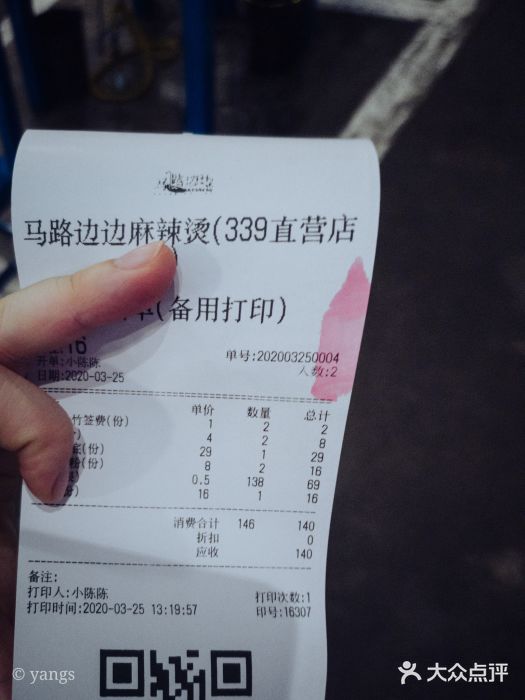 马路边边麻辣烫(339直营店
)
(备用打印)
16
单号:202003250004
开单:小陈陈
人数:2
日期:2020-03-25
单价 数量 总计
竹签费(份) 1 2 2
4 2 8
(份) 29 1 29
(份) 8 2 16
0.5 138 69
16 1 16
消费合计 146 140
折扣 0
应收 140
备注:
打印人:小陈陈 打印次数:1
打印时间:2020-03-25 13:19:57 印号:16307
© yangs
大众点评